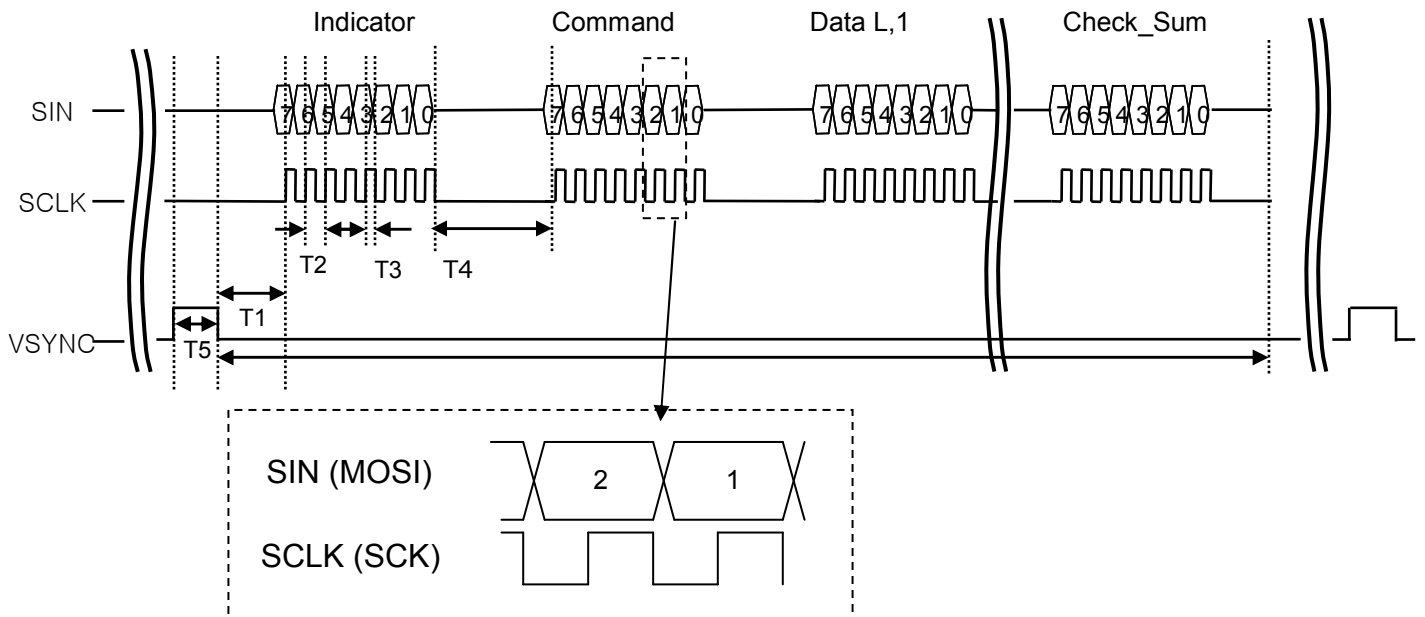 Indicator Command Data L,1 Check_Sum
SIN 7 6 5 4 3 2 1 0 7 6 5 4 3 2 1 0 7 6 5 4 3 2 1 0 7 6 5 4 3 2 1 0
SCLK
T2 T3 T4
T1
VSYNC T5
SIN (MOSI) 2 1
SCLK (SCK)